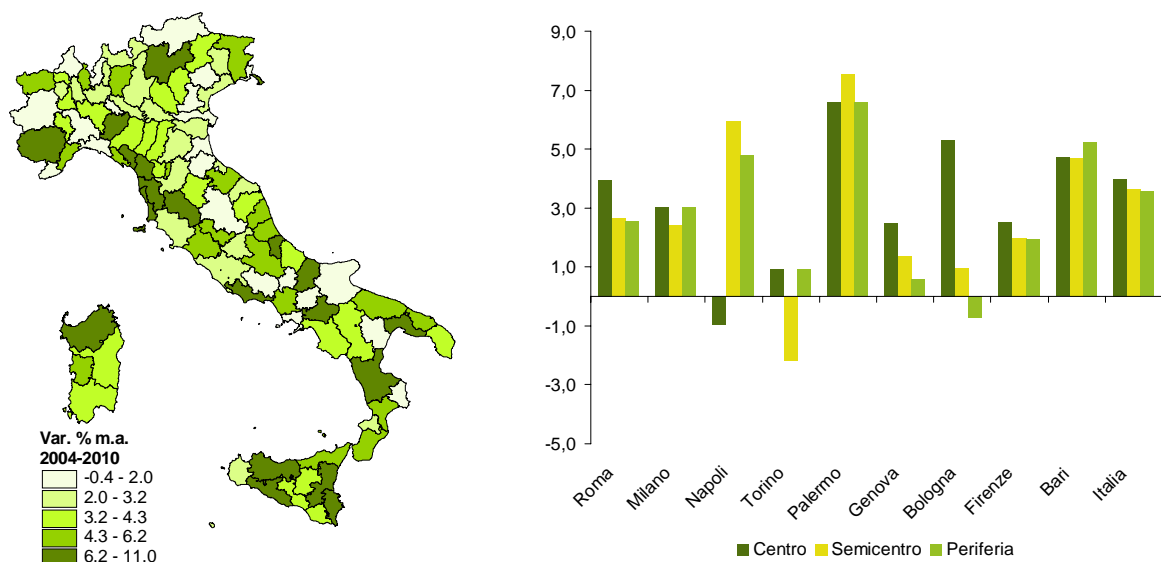 Var. % m.a.
2004-2010
-0.4 - 2.0
2.0 - 3.2
3.2 - 4.3
4.3 - 6.2
6.2 - 11.0
9,0
7,0
5,0
3,0
1,0
-1,0
-3,0
-5,0
Roma
Milano
Napoli
Torino
Palermo
Genova
Bologna
Firenze
Bari
Italia
Centro Semicentro Periferia